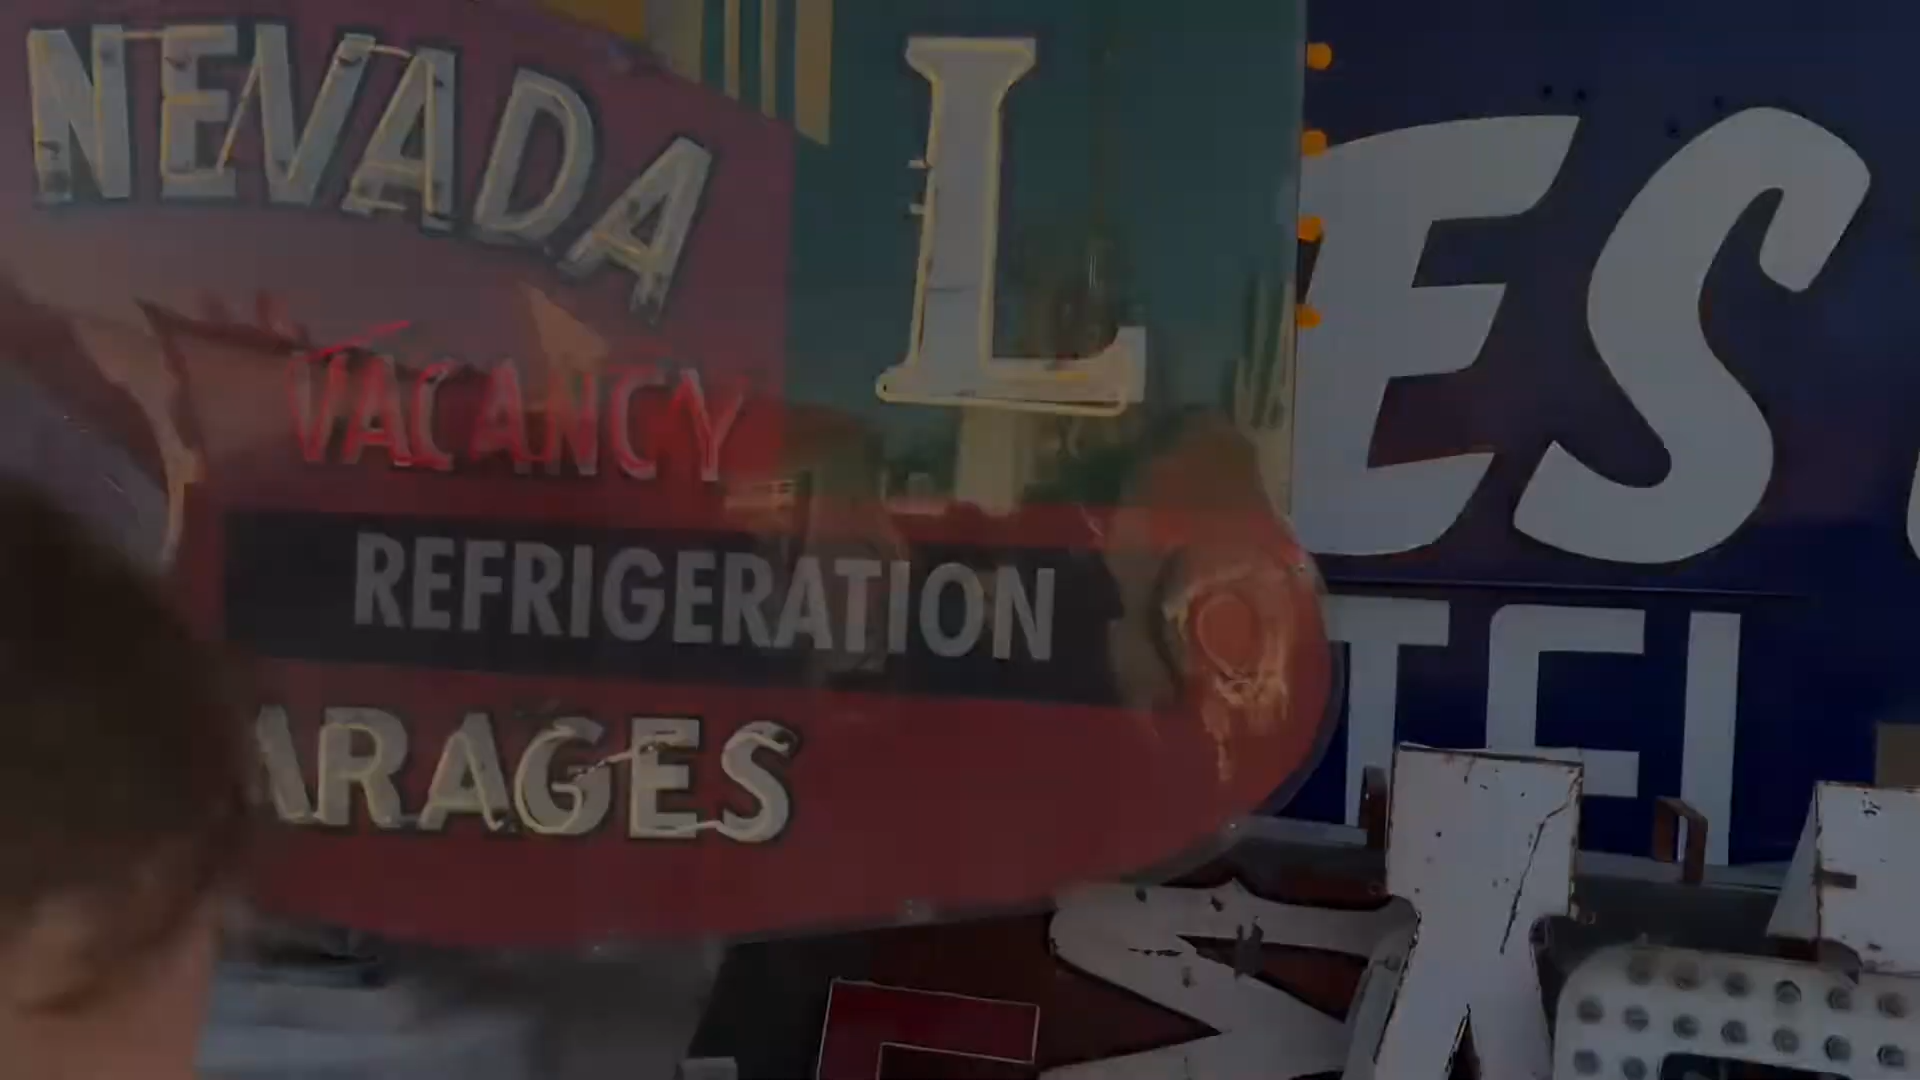 NEVADA
L
VACANCY
REFRIGERATION
ARAGES
ES
TEL